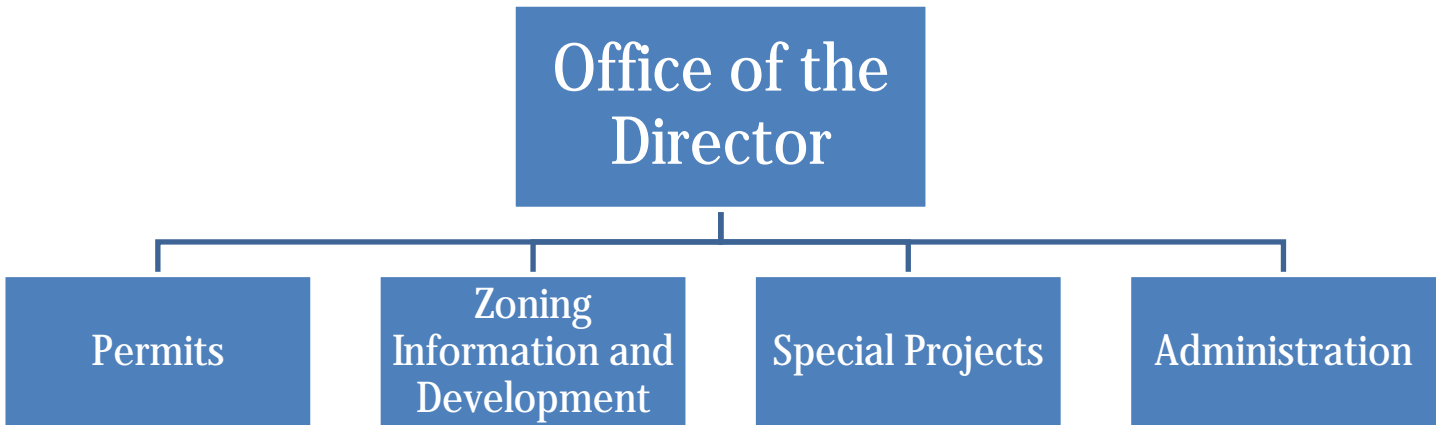 Office of the
Director
Permits
Zoning
Information and
Development
Special Projects
Administration